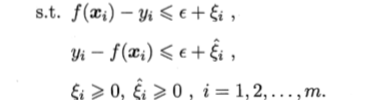 s.t. f(𝒙ᵢ) − yᵢ ⩽ ϵ + ξᵢ ,
yᵢ − f(𝒙ᵢ) ⩽ ϵ + ξ̂ᵢ ,
ξᵢ ⩾ 0, ξ̂ᵢ ⩾ 0 , i = 1, 2, . . . , m.